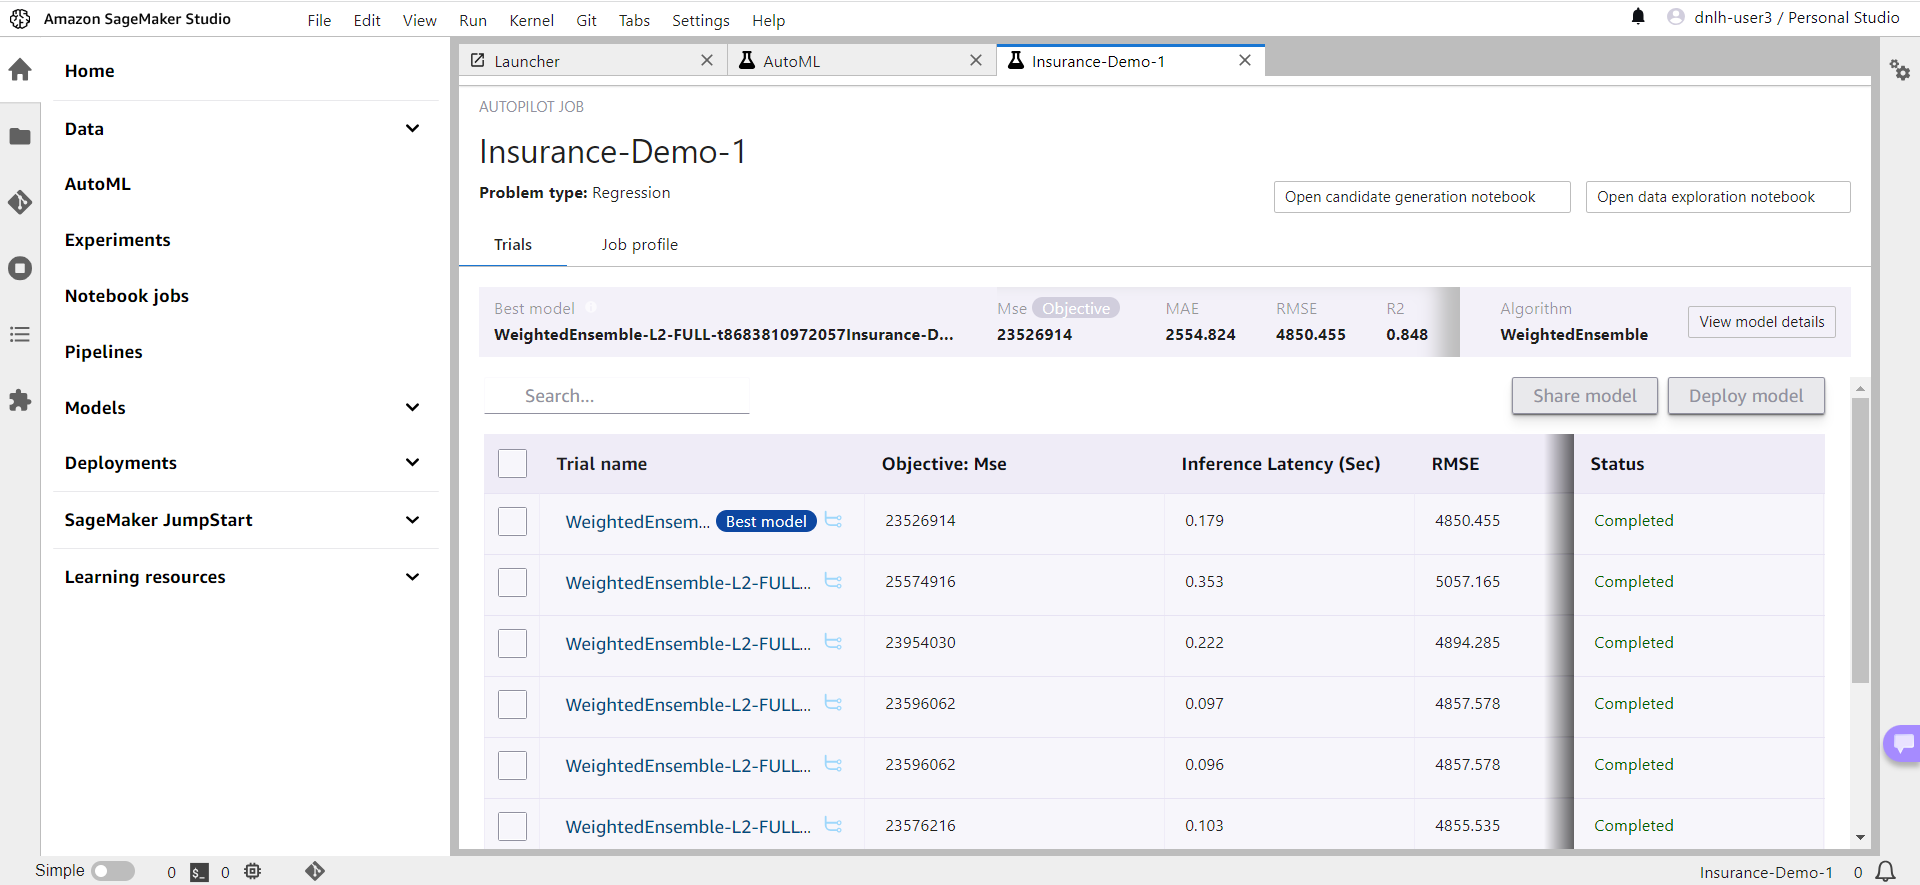 Amazon SageMaker Studio File Edit View Run Kernel Git Tabs Settings Help dnlh-user3 / Personal Studio
Home
Data
AutoML
Experiments
Notebook jobs
Pipelines
Models
Deployments
SageMaker JumpStart
Learning resources
Launcher AutoML Insurance-Demo-1
AUTOPILOT JOB
Insurance-Demo-1
Problem type: Regression
Open candidate generation notebook Open data exploration notebook
Trials Job profile
Best model Mse Objective MAE RMSE R2 Algorithm
WeightedEnsemble-L2-FULL-t8683810972057Insurance-D... 23526914 2554.824 4850.455 0.848 WeightedEnsemble
View model details
Search... Share model Deploy model
Trial name Objective: Mse Inference Latency (Sec) RMSE Status
WeightedEnsem... Best model 23526914 0.179 4850.455 Completed
WeightedEnsemble-L2-FULL... 25574916 0.353 5057.165 Completed
WeightedEnsemble-L2-FULL... 23954030 0.222 4894.285 Completed
WeightedEnsemble-L2-FULL... 23596062 0.097 4857.578 Completed
WeightedEnsemble-L2-FULL... 23596062 0.096 4857.578 Completed
WeightedEnsemble-L2-FULL... 23576216 0.103 4855.535 Completed
Simple 0 $_ 0 Insurance-Demo-1 0